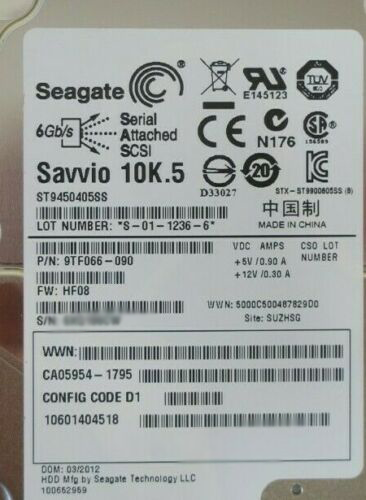 Seagate
E145123
TUV
6Gb/s
Serial
Attached
SCSI
N176
Savvio 10K.5
D33027
20
ST9450405SS
STX-ST9900805SS (B)
中国制
MADE IN CHINA
LOT NUMBER: "S-01-1236-6"
VDC AMPS
+5V /0.90 A
+12V /0.30 A
CSO LOT
NUMBER
P/N: 9TF066-090
FW: HF08
WWN: 5000C500487829D0
Site: SUZHSG
S/N:
WWN:
CA05954-1795
CONFIG CODE D1
10601404518
DOM: 03/2012
HDD Mfg by Seagate Technology LLC
100652959